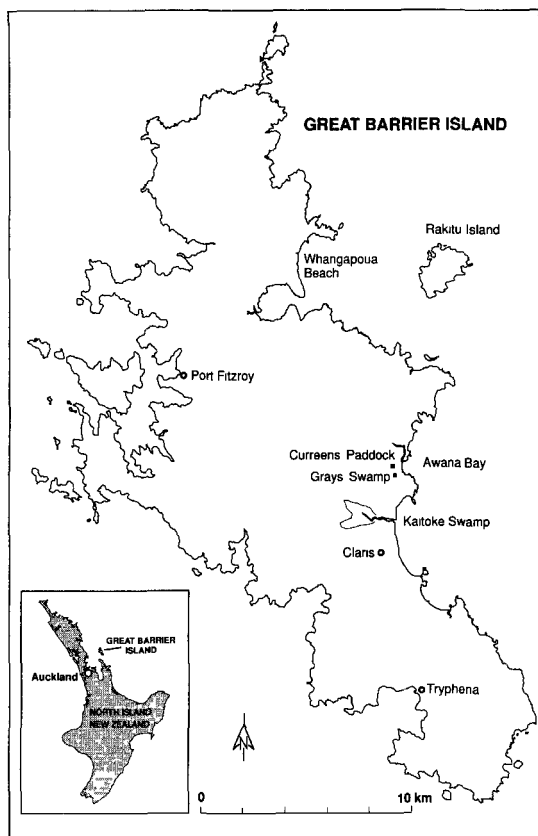 GREAT BARRIER ISLAND
Rakitu Island
Whangapoua
Beach
Port Fitzroy
Curreens Paddock
Awana Bay
Grays Swamp
Kaitoke Swamp
Claris
GREAT BARRIER
ISLAND
Auckland
NORTH ISLAND
NEW ZEALAND
Tryphena
N
0
10 km